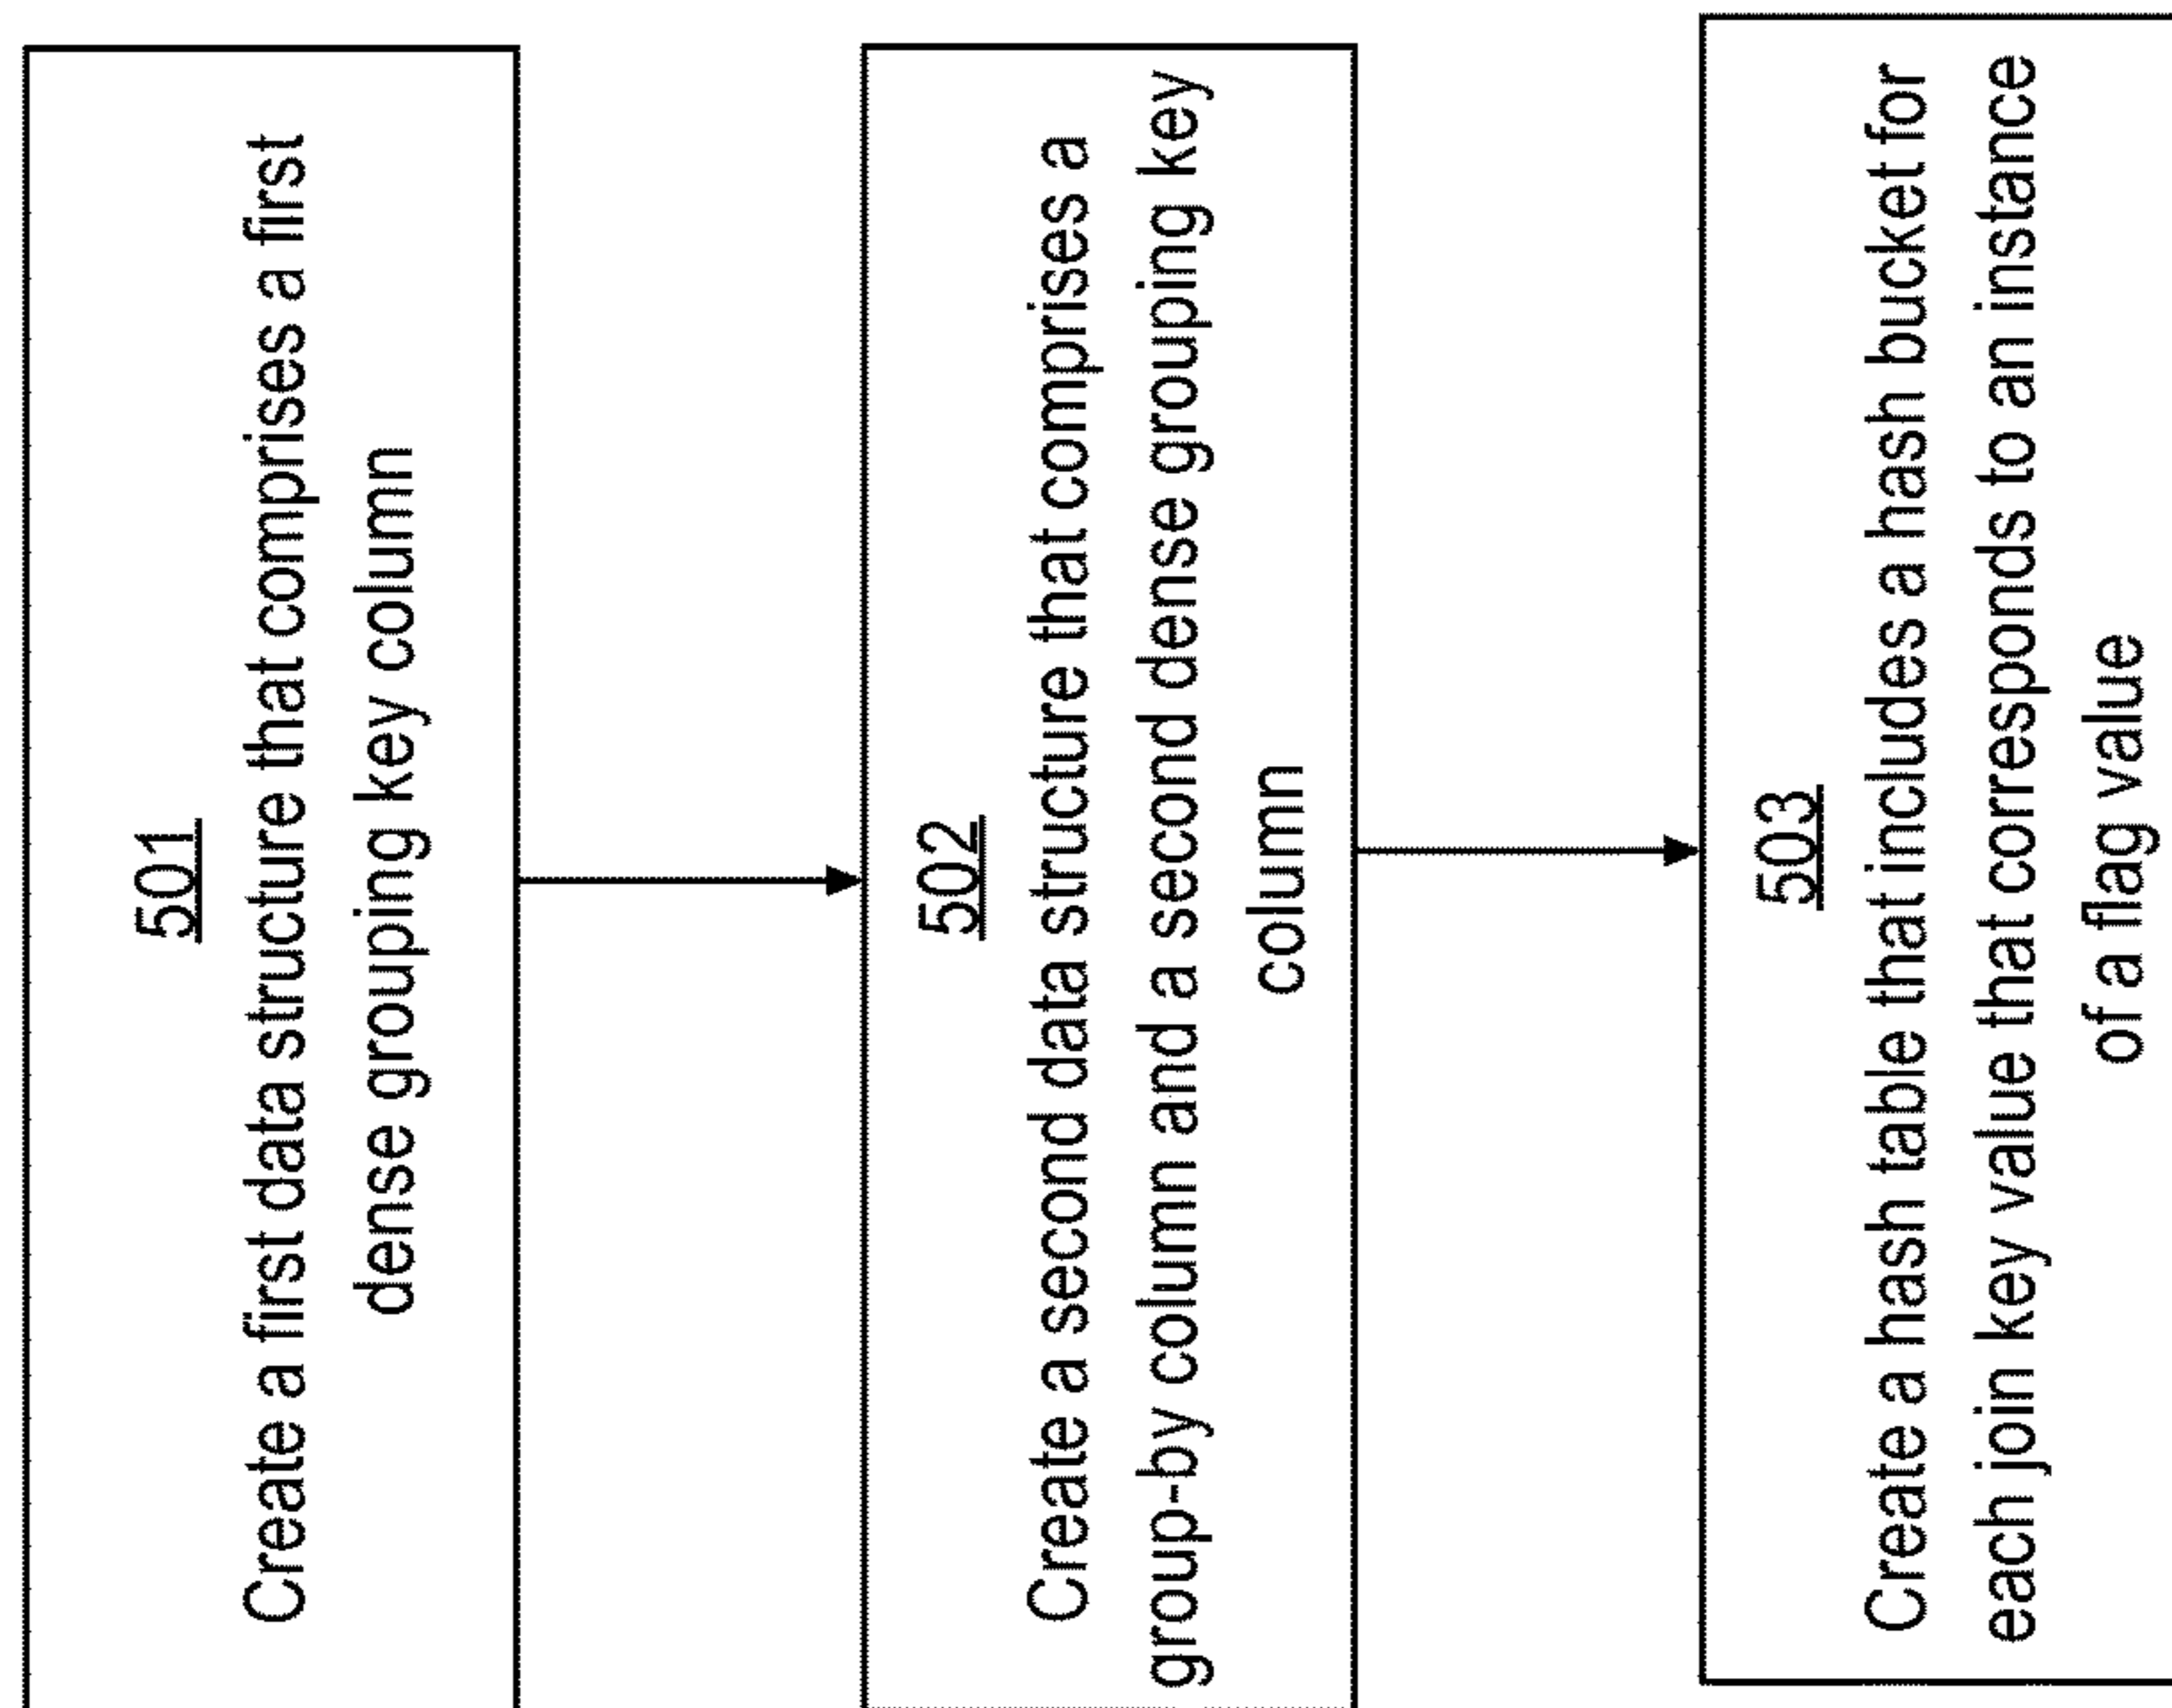 501
Create a first data structure that comprises a first
dense grouping key column
502
Create a second data structure that comprises a
group-by column and a second dense grouping key
column
503
Create a hash table that includes a hash bucket for
each join key value that corresponds to an instance
of a flag value